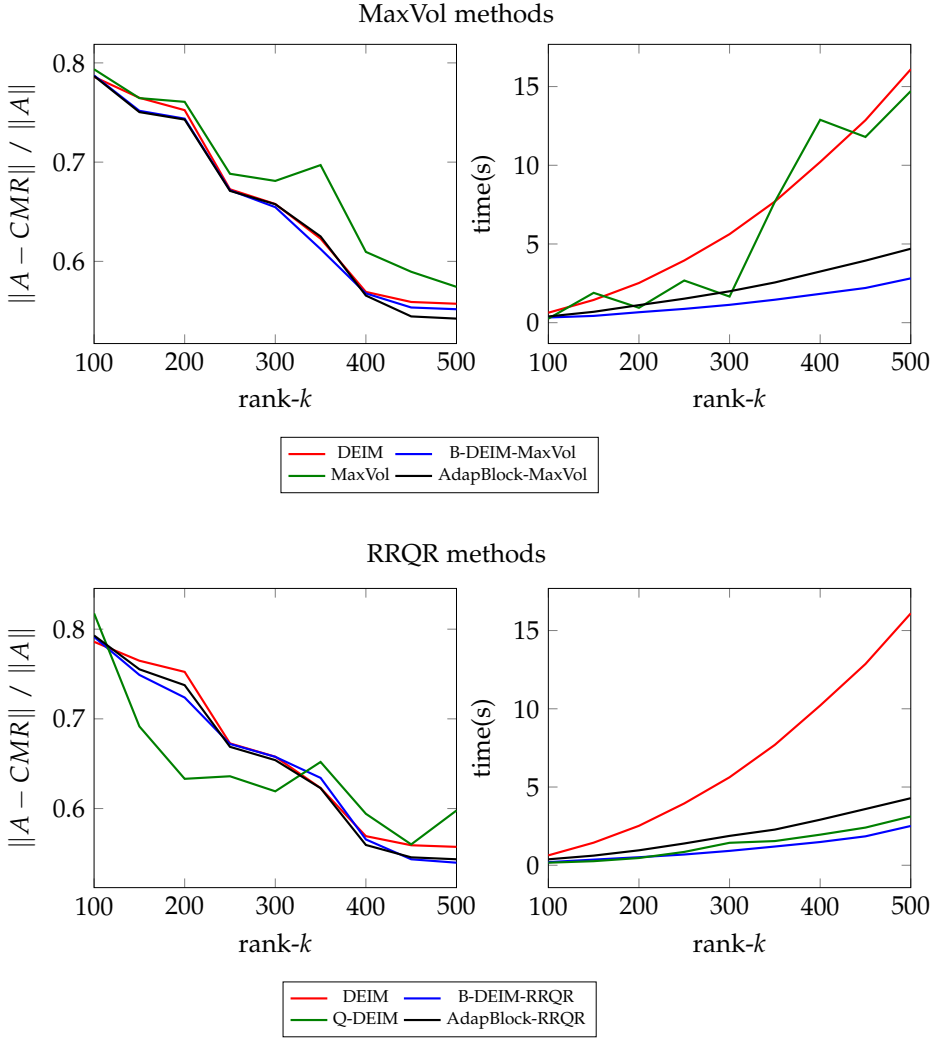 MaxVol methods
0.8
0.7
0.6
100 200 300 400 500
rank-k
∥A − CMR∥ / ∥A∥
15
10
5
0
100 200 300 400 500
rank-k
time(s)
DEIM B-DEIM-MaxVol
MaxVol AdapBlock-MaxVol
RRQR methods
0.8
0.7
0.6
100 200 300 400 500
rank-k
∥A − CMR∥ / ∥A∥
15
10
5
0
100 200 300 400 500
rank-k
time(s)
DEIM B-DEIM-RRQR
Q-DEIM AdapBlock-RRQR